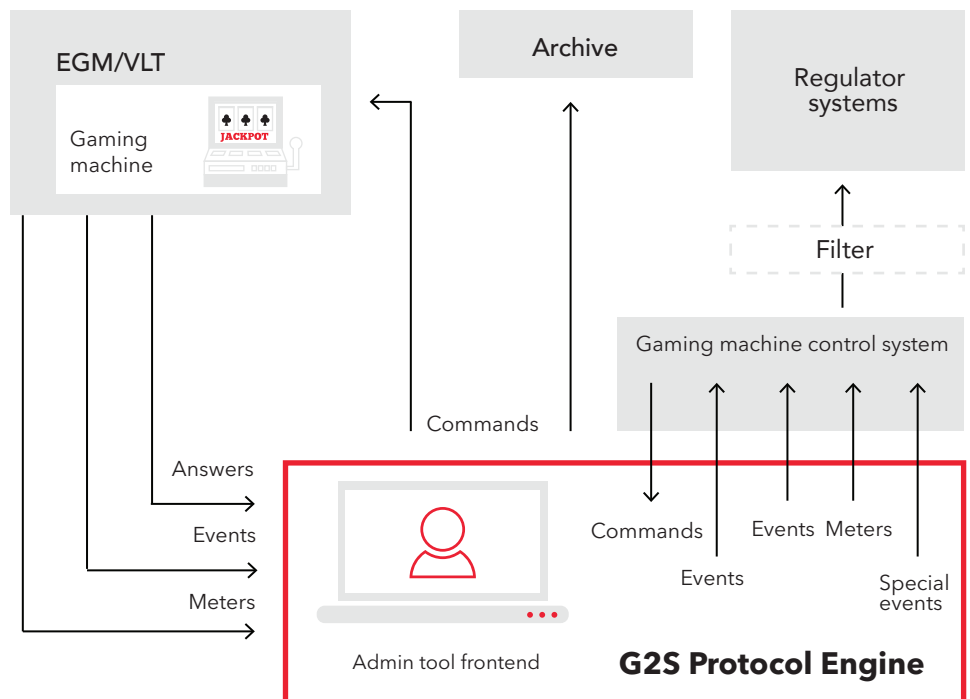 EGM/VLT
Gaming
machine
JACKPOT
Archive
Regulator
systems
Filter
Gaming machine control system
Commands
Answers
Events
Meters
Commands
Events
Events
Meters
Special
events
Admin tool frontend
G2S Protocol Engine